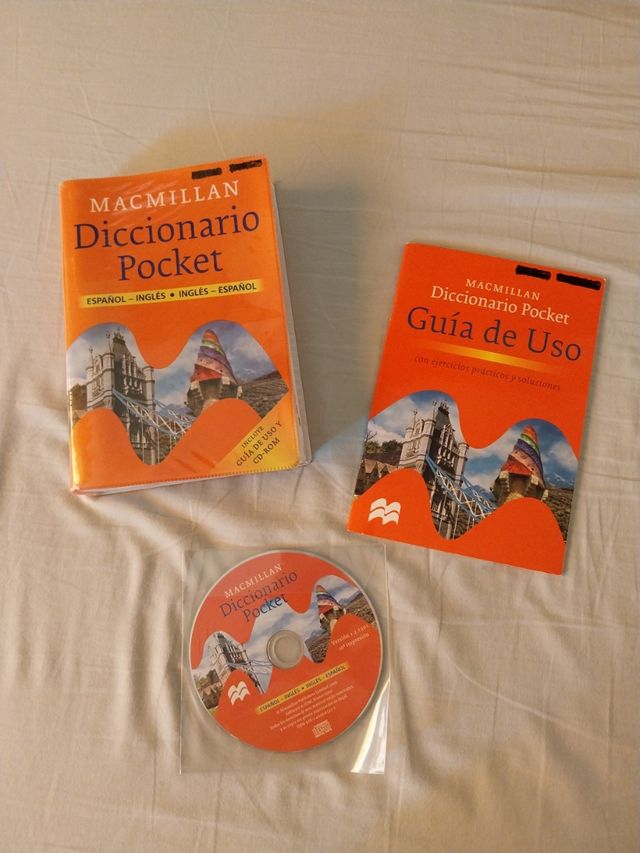 MACMILLAN
Diccionario
Pocket
ESPAÑOL – INGLÉS • INGLÉS – ESPAÑOL
INCLUYE
GUÍA DE USO Y
CD-ROM
MACMILLAN
Diccionario Pocket
Guía de Uso
con ejercicios prácticos y soluciones
MACMILLAN
Diccionario
Pocket
ESPAÑOL – INGLÉS • INGLÉS – ESPAÑOL